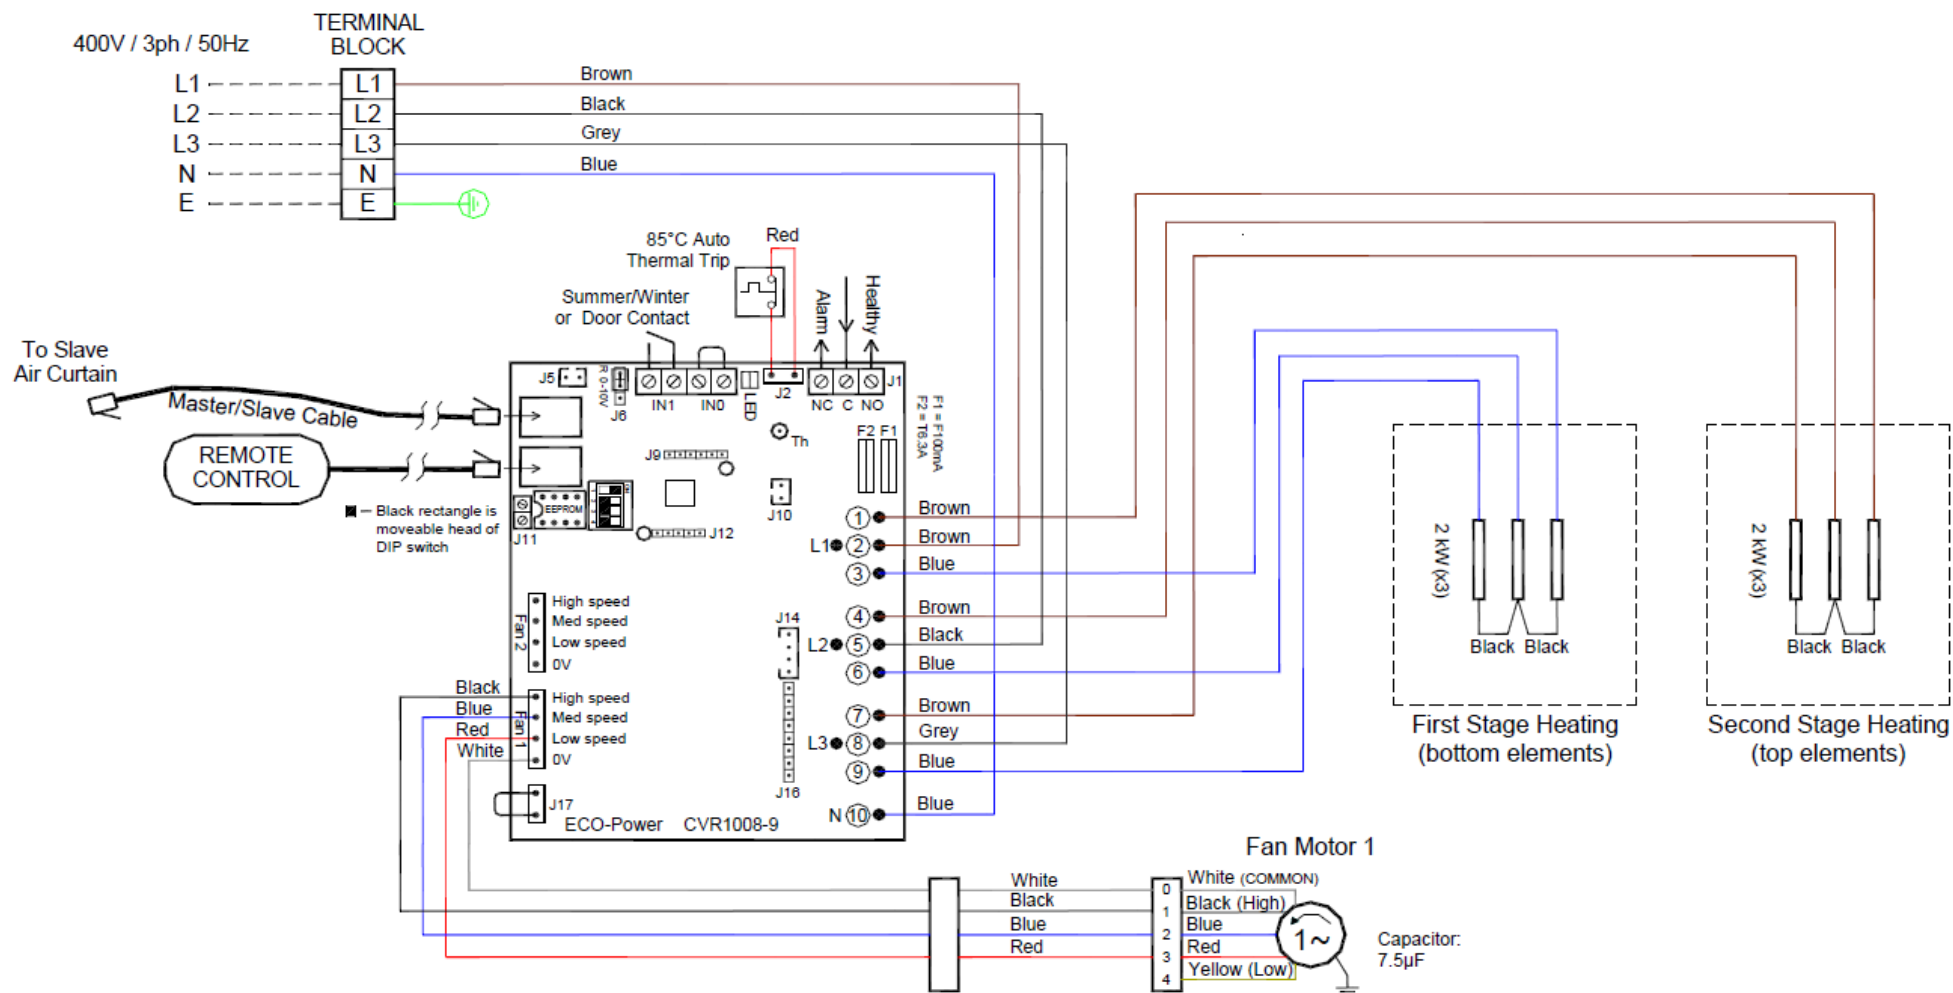 TERMINAL
BLOCK
400V / 3ph / 50Hz
L1 L1 Brown
L2 L2 Black
L3 L3 Grey
N N Blue
E E
85°C Auto
Thermal Trip
Red
Summer/Winter
or Door Contact
Alarm
Healthy
To Slave
Air Curtain
Master/Slave Cable
REMOTE
CONTROL
Black rectangle is
moveable head of
DIP switch
J5
R 0-10V
J6
IN1
IN0
LED
J2
NC C NO
J1
F1 = F100mA
F2 = T6.3A
Th
F2 F1
J9
J10
EEPROM
J11
J12
1 Brown
L1 2 Brown
3 Blue
4 Brown
L2 5 Black
6 Blue
7 Brown
L3 8 Grey
9 Blue
N 10 Blue
J14
J16
Fan 2
High speed
Med speed
Low speed
0V
Fan 1
Black High speed
Blue Med speed
Red Low speed
White 0V
J17
ECO-Power CVR1008-9
2 kW (x3)
Black Black
First Stage Heating
(bottom elements)
2 kW (x3)
Black Black
Second Stage Heating
(top elements)
Fan Motor 1
White 0 White (COMMON)
Black 1 Black (High)
Blue 2 Blue
Red 3 Red
4 Yellow (Low)
1~
Capacitor:
7.5µF